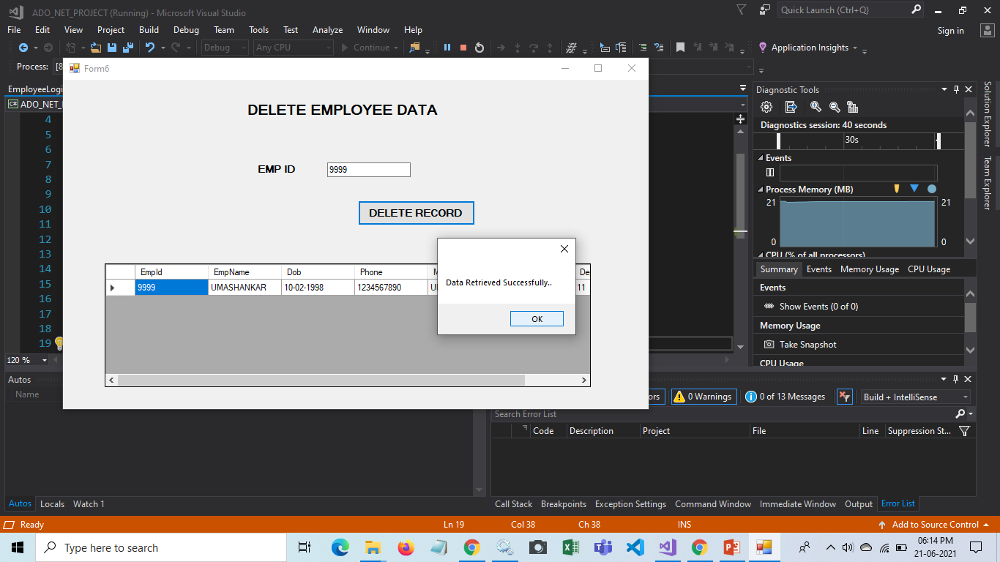 ADO_NET_PROJECT (Running) - Microsoft Visual Studio
Quick Launch (Ctrl+Q)
File Edit View Project Build Debug Team Tools Test Analyze Window Help
Sign in
Debug Any CPU Continue
Application Insights
Process: [8
Form6
EmployeeLogi
C# ADO_NET_
4
5
6
7
8
9
10
11
12
13
14
15
16
17
18
19
120 %
DELETE EMPLOYEE DATA
EMP ID 9999
DELETE RECORD
EmpId EmpName Dob Phone De
9999 UMASHANKAR 10-02-1998 1234567890 11
Data Retrieved Successfully..
OK
Diagnostic Tools
Diagnostics session: 40 seconds
30s
Events
Process Memory (MB)
21 21
0 0
CPU (% of all processors)
Summary Events Memory Usage CPU Usage
Events
Show Events (0 of 0)
Memory Usage
Take Snapshot
CPU Usage
Solution Explorer
Team Explorer
Autos
Name
Autos Locals Watch 1
ors 0 Warnings 0 of 13 Messages Build + IntelliSense
Search Error List
Code Description Project File Line Suppression St...
Call Stack Breakpoints Exception Settings Command Window Immediate Window Output Error List
Ready Ln 19 Col 38 Ch 38 INS Add to Source Control
Type here to search
06:14 PM
21-06-2021